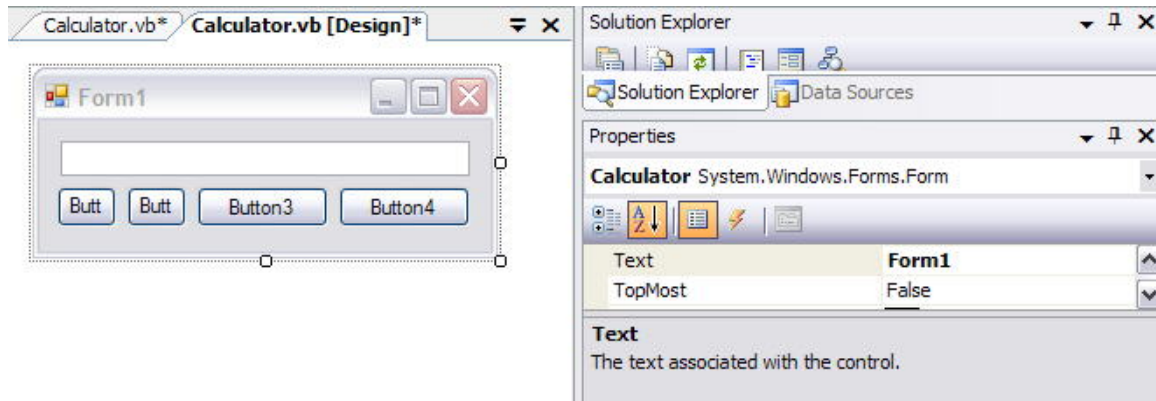 Calculator.vb* Calculator.vb [Design]*
Form1
Butt Butt Button3 Button4
Solution Explorer
Solution Explorer Data Sources
Properties
Calculator System.Windows.Forms.Form
A
Z
Text Form1
TopMost False
Text
The text associated with the control.